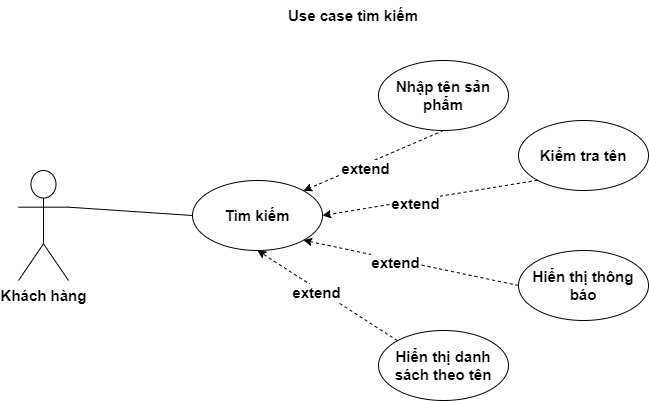 Use case tìm kiếm
Nhập tên sản
phẩm
extend
Kiểm tra tên
extend
Tìm kiếm
extend
Hiển thị thông
báo
Khách hàng
extend
Hiển thị danh
sách theo tên